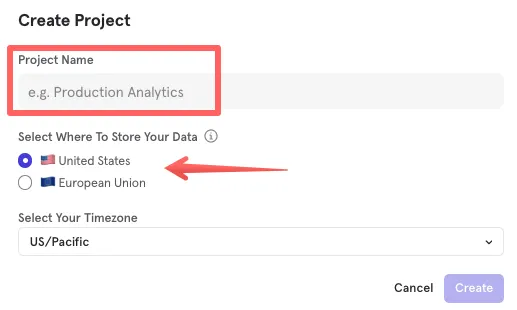 Create Project
Project Name
e.g. Production Analytics
Select Where To Store Your Data
United States
European Union
Select Your Timezone
US/Pacific
Cancel Create